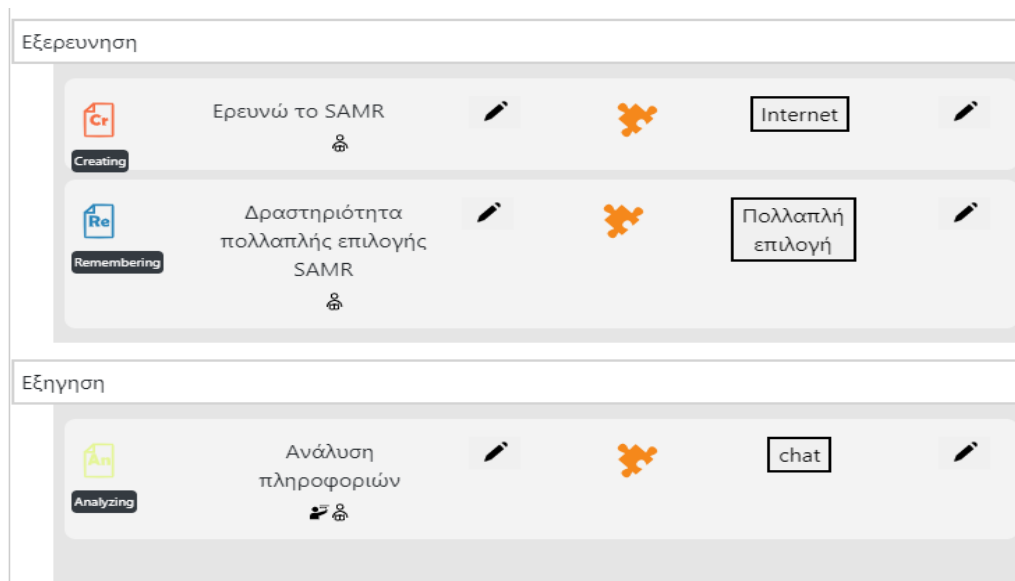 Εξερευνηση
Cr
Creating
Ερευνώ το SAMR
Internet
Re
Remembering
Δραστηριότητα
πολλαπλής επιλογής
SAMR
Πολλαπλή
επιλογή
Εξηγηση
An
Analyzing
Ανάλυση
πληροφοριών
chat